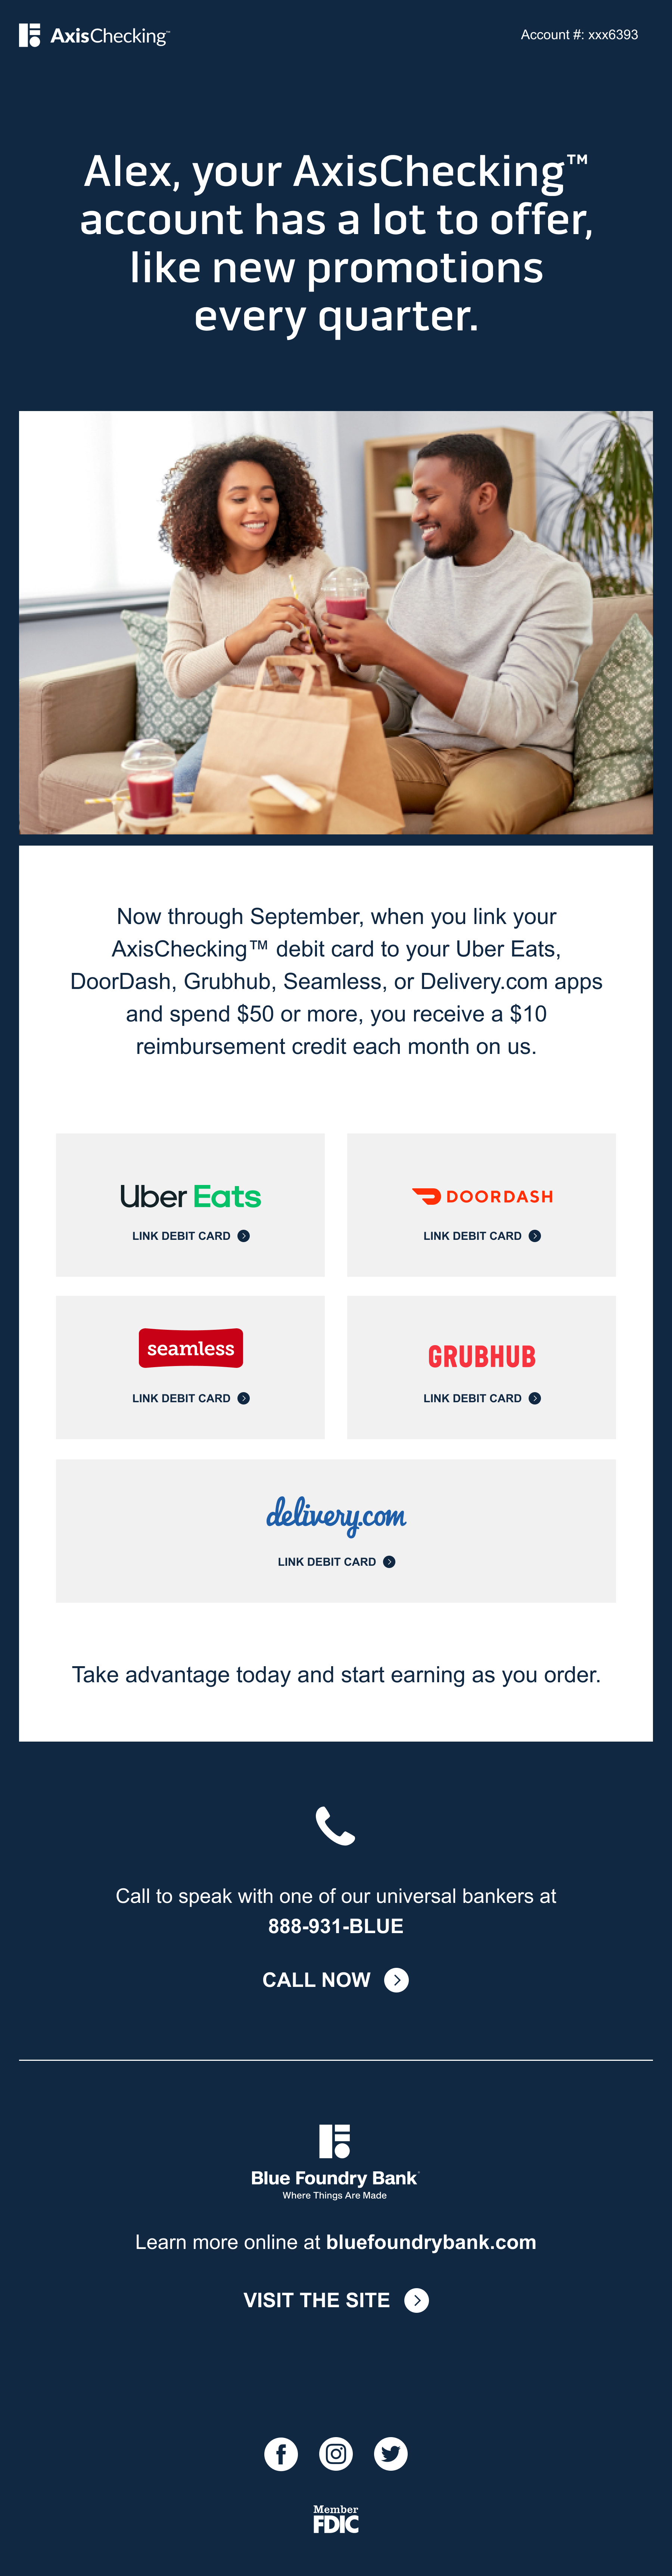 AxisChecking™
Account #: xxx6393
Alex, your AxisChecking™
account has a lot to offer,
like new promotions
every quarter.
Now through September, when you link your
AxisChecking™ debit card to your Uber Eats,
DoorDash, Grubhub, Seamless, or Delivery.com apps
and spend $50 or more, you receive a $10
reimbursement credit each month on us.
Uber Eats
LINK DEBIT CARD
DOORDASH
LINK DEBIT CARD
seamless
LINK DEBIT CARD
GRUBHUB
LINK DEBIT CARD
delivery.com
LINK DEBIT CARD
Take advantage today and start earning as you order.
Call to speak with one of our universal bankers at
888-931-BLUE
CALL NOW
Blue Foundry Bank
Where Things Are Made
Learn more online at bluefoundrybank.com
VISIT THE SITE
Member
FDIC